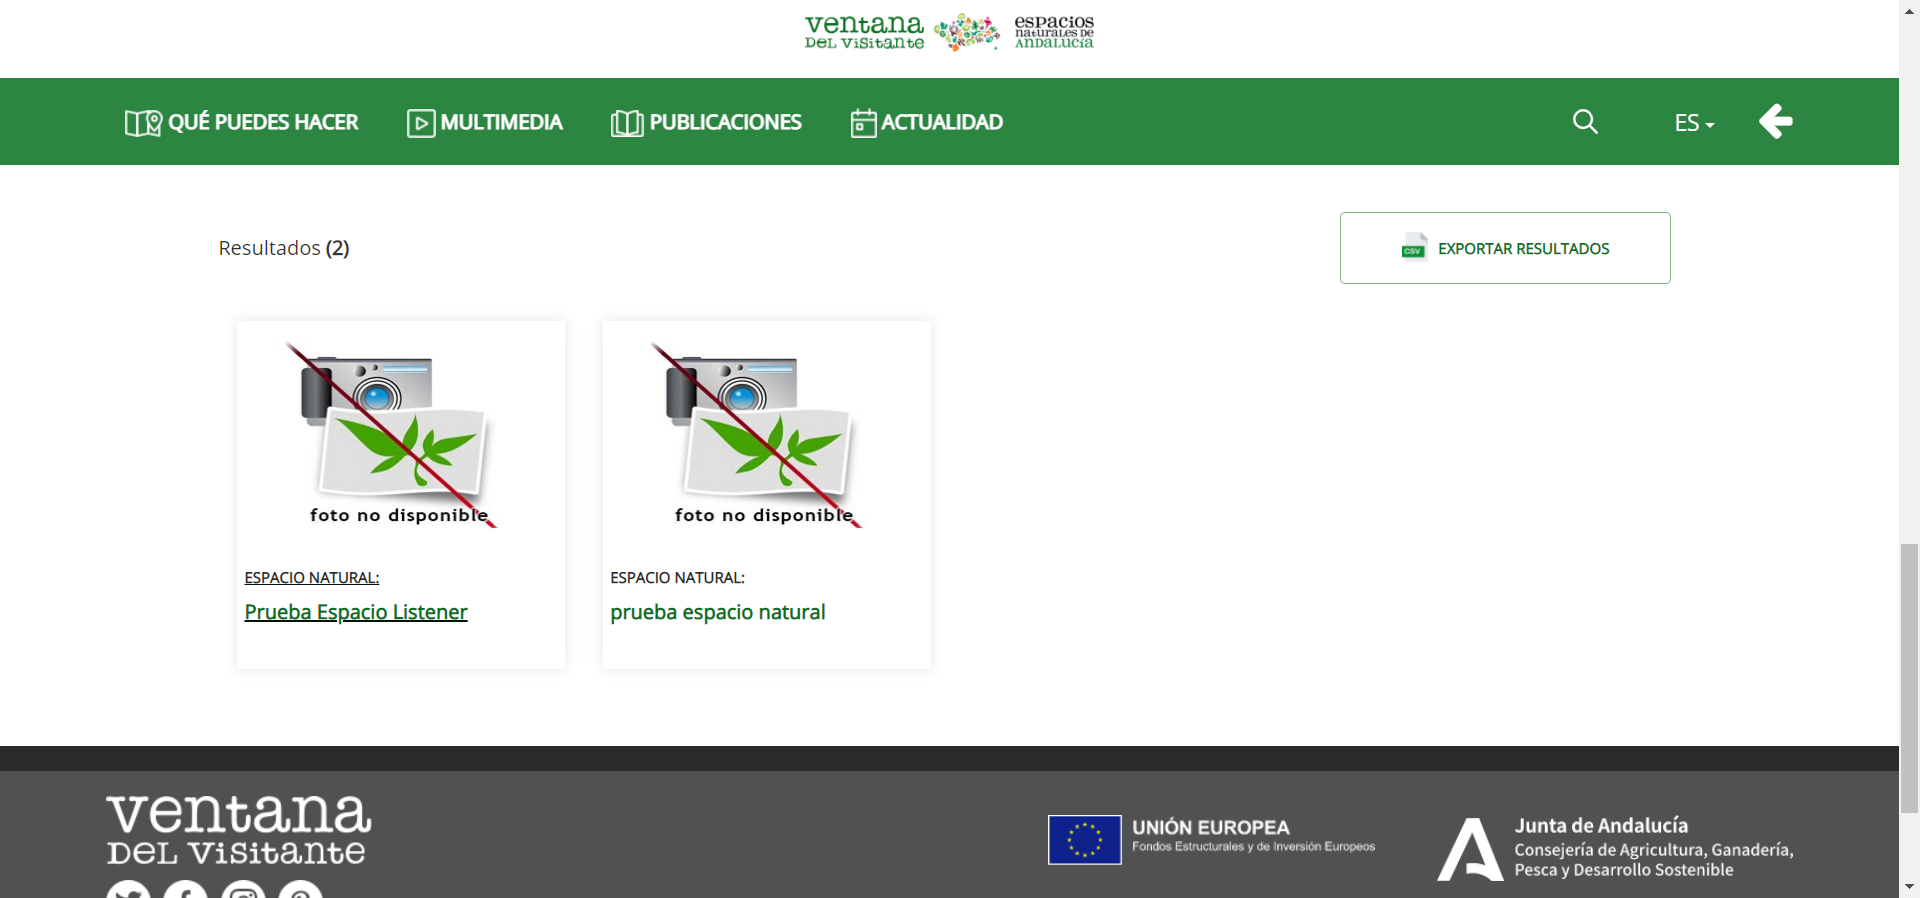 ventana
DEL VISITANTE
espacios
naturales de
ANDALUCÍA
QUÉ PUEDES HACER
MULTIMEDIA
PUBLICACIONES
ACTUALIDAD
ES
Resultados (2)
CSV
EXPORTAR RESULTADOS
foto no disponible
ESPACIO NATURAL:
Prueba Espacio Listener
foto no disponible
ESPACIO NATURAL:
prueba espacio natural
ventana
DEL VISITANTE
UNIÓN EUROPEA
Fondos Estructurales y de Inversión Europeos
Junta de Andalucía
Consejería de Agricultura, Ganadería,
Pesca y Desarrollo Sostenible